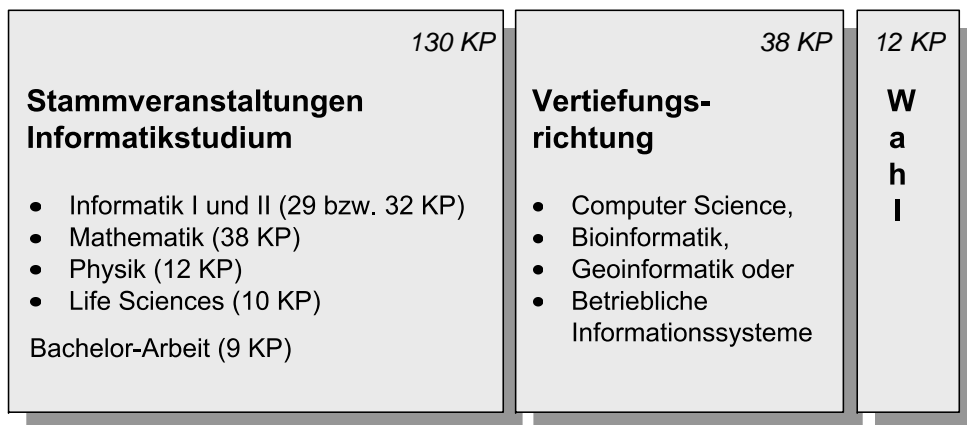 130 KP
Stammveranstaltungen
Informatikstudium
• Informatik I und II (29 bzw. 32 KP)
• Mathematik (38 KP)
• Physik (12 KP)
• Life Sciences (10 KP)
Bachelor-Arbeit (9 KP)
38 KP
Vertiefungs-
richtung
• Computer Science,
• Bioinformatik,
• Geoinformatik oder
• Betriebliche
Informationssysteme
12 KP
W
a
h
l